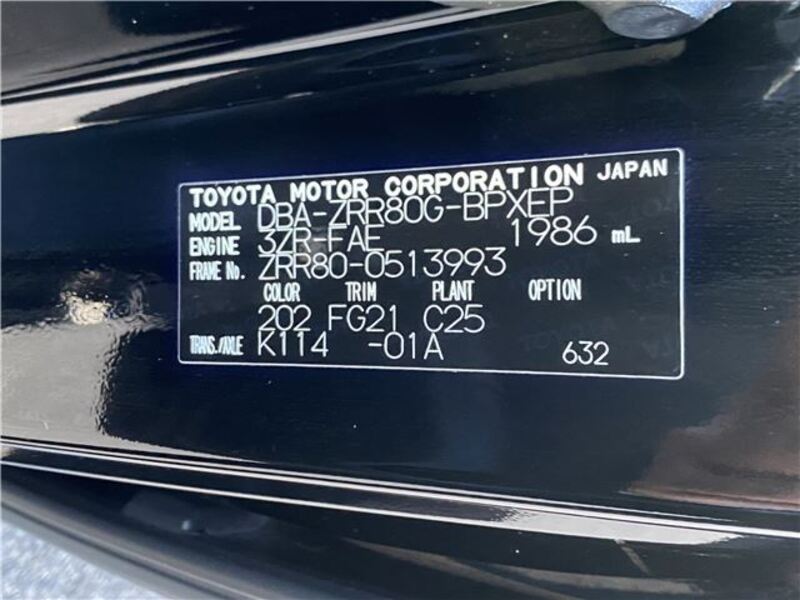 TOYOTA MOTOR CORPORATION JAPAN
MODEL DBA-ZRR80G-BPXEP
ENGINE 3ZR-FAE 1986 mL
FRAME No. ZRR80-0513993
COLOR TRIM PLANT OPTION
202 FG21 C25
TRANS./AXLE K114 -01A 632